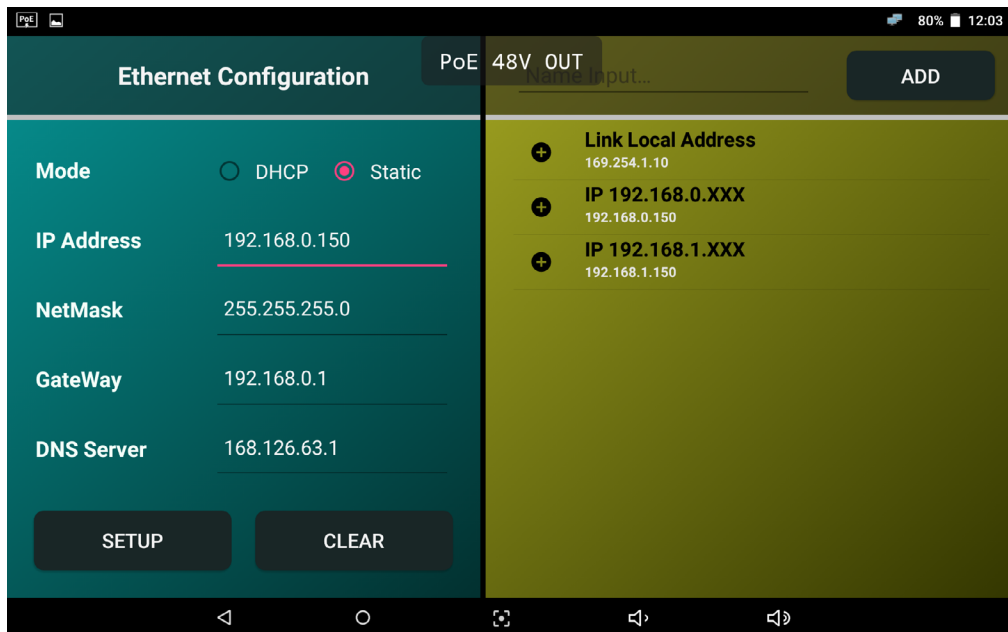 PoE
80% 12:03
Ethernet Configuration
PoE 48V OUT
Name Input...
ADD
Mode
DHCP
Static
IP Address
192.168.0.150
NetMask
255.255.255.0
GateWay
192.168.0.1
DNS Server
168.126.63.1
SETUP
CLEAR
Link Local Address
169.254.1.10
IP 192.168.0.XXX
192.168.0.150
IP 192.168.1.XXX
192.168.1.150